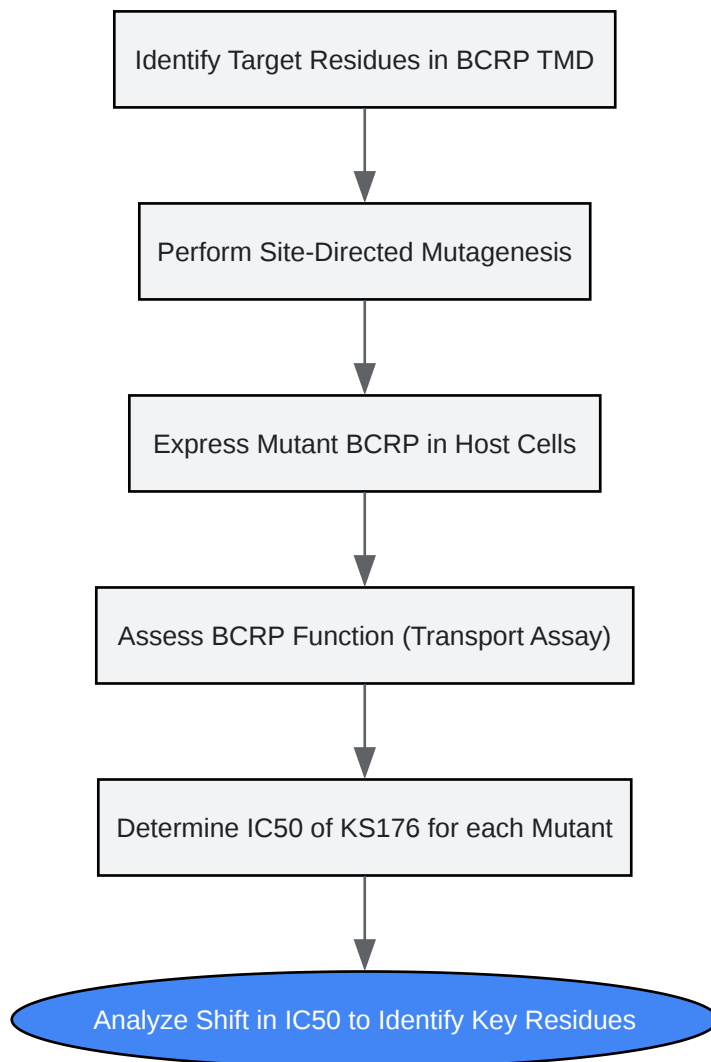 Identify Target Residues in BCRP TMD
Perform Site-Directed Mutagenesis
Express Mutant BCRP in Host Cells
Assess BCRP Function (Transport Assay)
Determine IC50 of KS176 for each Mutant
Analyze Shift in IC50 to Identify Key Residues